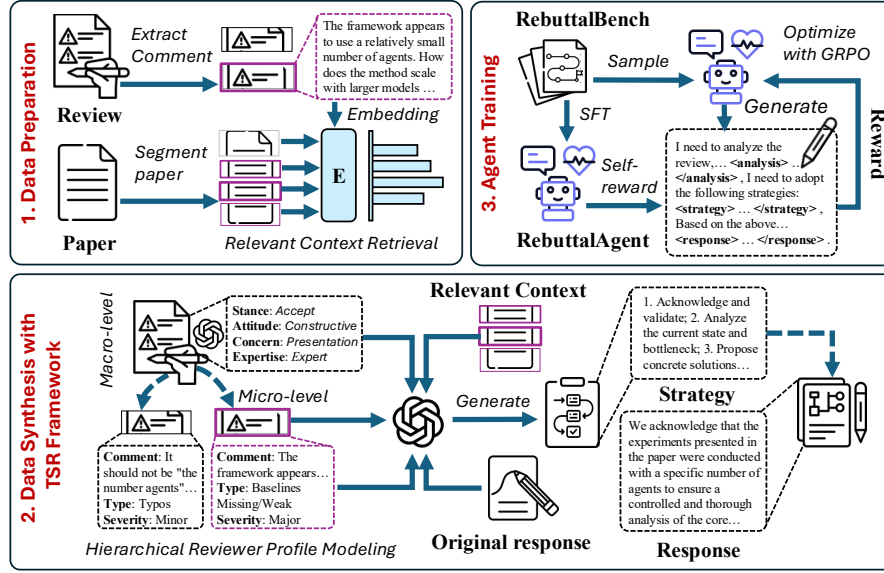 1. Data Preparation
Extract
Comment
Review
The framework appears
to use a relatively small
number of agents. How
does the method scale
with larger models …
Embedding
Segment
paper
E
Paper
Relevant Context Retrieval
3. Agent Training
RebuttalBench
Sample
Optimize
with GRPO
SFT
Generate
Reward
Self-
reward
RebuttalAgent
I need to analyze the
review,… <analysis> …
</analysis> , I need to adopt
the following strategies:
<strategy> … </strategy> ,
Based on the above…
<response> … </response> .
2. Data Synthesis with
TSR Framework
Macro-level
Stance: Accept
Attitude: Constructive
Concern: Presentation
Expertise: Expert
Micro-level
Comment: It
should not be "the
number agents"…
Type: Typos
Severity: Minor
Comment: The
framework appears…
Type: Baselines
Missing/Weak
Severity: Major
Hierarchical Reviewer Profile Modeling
Relevant Context
Generate
Original response
1. Acknowledge and
validate; 2. Analyze
the current state and
bottleneck; 3. Propose
concrete solutions…
Strategy
We acknowledge that the
experiments presented in
the paper were conducted
with a specific number of
agents to ensure a
controlled and thorough
analysis of the core…
Response